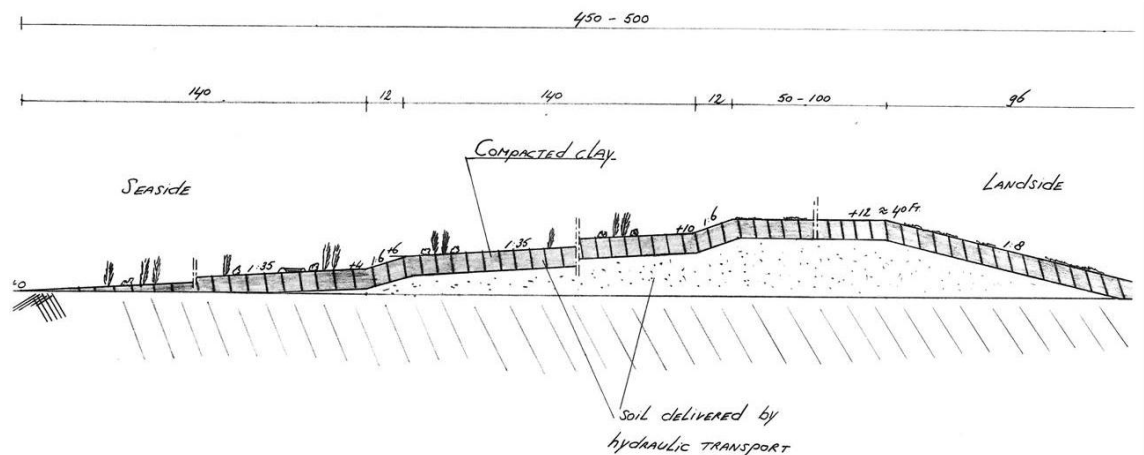 450 - 500
140 12 140 12 50 - 100 96
COMPACTED CLAY
SEASIDE
LANDSIDE
±0 1:35 +4 1:6 +6 1:35 +10 1:6 +12 ≈ 40 Ft. 1:8
SOIL DELIVERED BY
HYDRAULIC TRANSPORT